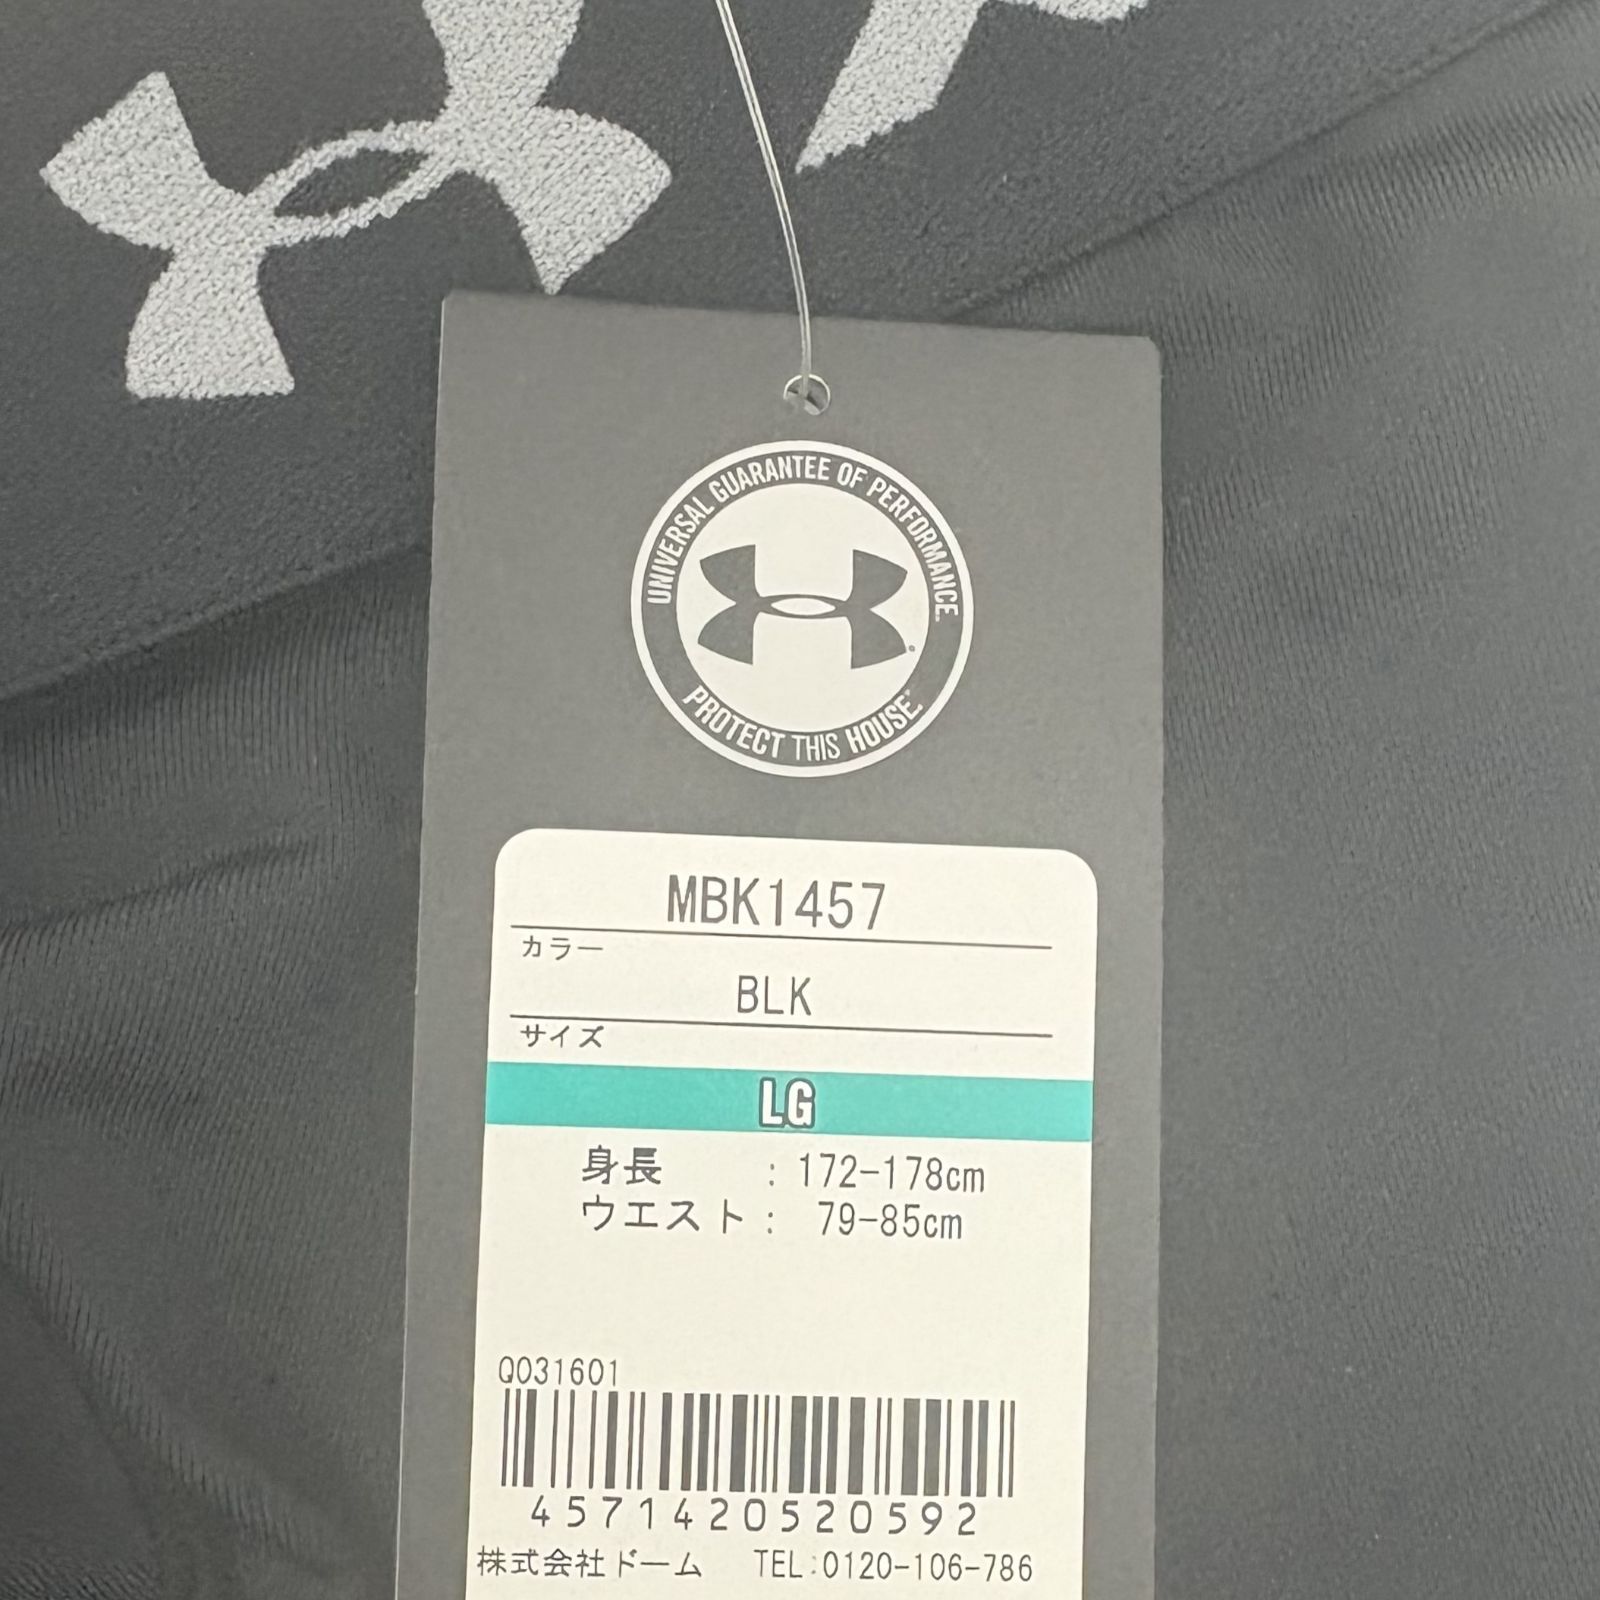 UNIVERSAL GUARANTEE OF PERFORMANCE.
PROTECT THIS HOUSE.
MBK1457
カラー
BLK
サイズ
LG
身長 : 172-178cm
ウエスト : 79-85cm
Q031601
4571420520592
株式会社ドーム TEL:0120-106-786